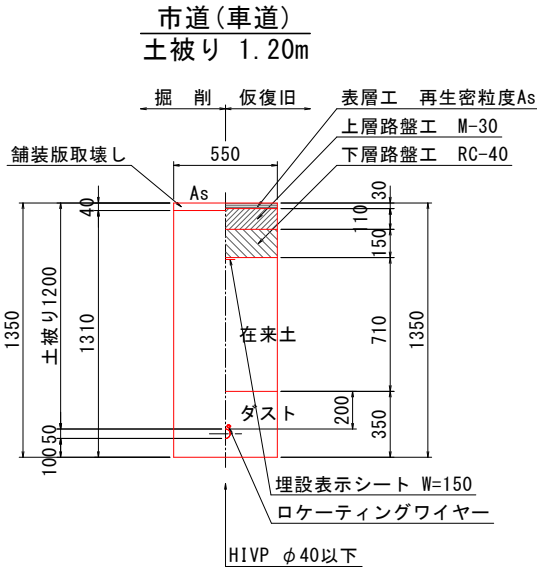 市道(車道)
土被り 1.20m
掘 削
仮復旧
表層工 再生密粒度As
上層路盤工 M-30
下層路盤工 RC-40
舗装版取壊し
550
As
40
30
110
150
1350
土被り1200
1310
在来土
710
1350
ダスト
200
350
50
100
埋設表示シート W=150
ロケーティングワイヤー
HIVP φ40以下